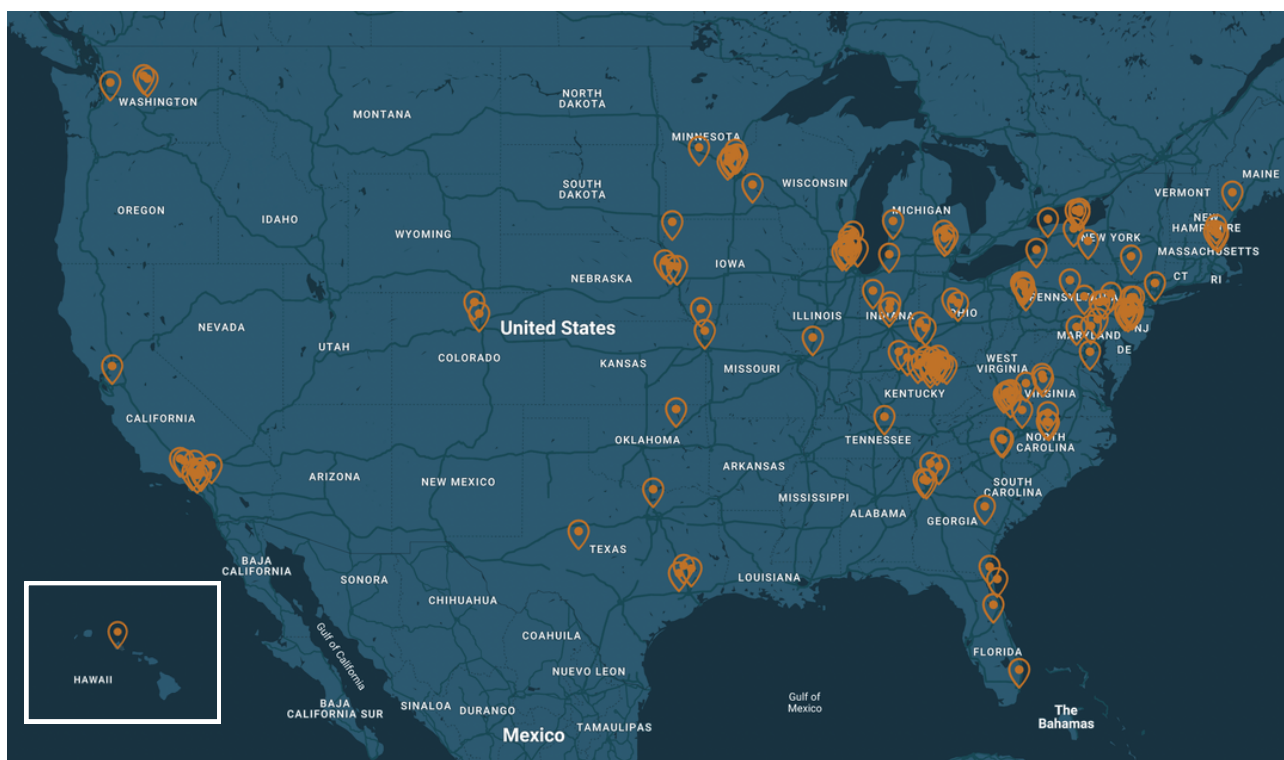 WASHINGTON
MONTANA
NORTH
DAKOTA
MINNESOTA
MAINE
VERMONT
WISCONSIN
SOUTH
DAKOTA
OREGON
IDAHO
MICHIGAN
NEW
HAMPSHIRE
WYOMING
NEW YORK
MASSACHUSETTS
IOWA
NEBRASKA
CT
RI
PENNSYLVANIA
NEVADA
United States
ILLINOIS
INDIANA
OHIO
NJ
MARYLAND
UTAH
COLORADO
DE
KANSAS
MISSOURI
WEST
VIRGINIA
KENTUCKY
VIRGINIA
CALIFORNIA
OKLAHOMA
TENNESSEE
NORTH
CAROLINA
ARKANSAS
ARIZONA
NEW MEXICO
MISSISSIPPI
SOUTH
CAROLINA
ALABAMA
GEORGIA
TEXAS
BAJA
CALIFORNIA
SONORA
LOUISIANA
CHIHUAHUA
Gulf of California
COAHUILA
FLORIDA
HAWAII
NUEVO LEON
Gulf of
Mexico
BAJA
CALIFORNIA SUR
SINALOA
DURANGO
The
Bahamas
TAMAULIPAS
Mexico